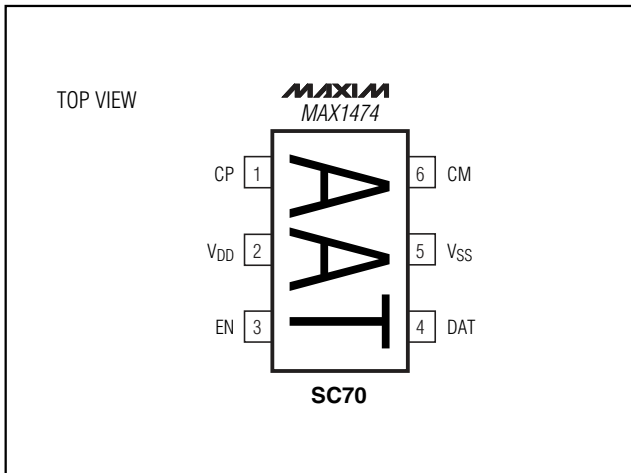 TOP VIEW
MAXIM
MAX1474
CP 1
6 CM
VDD 2
5 VSS
EN 3
4 DAT
AAT
SC70